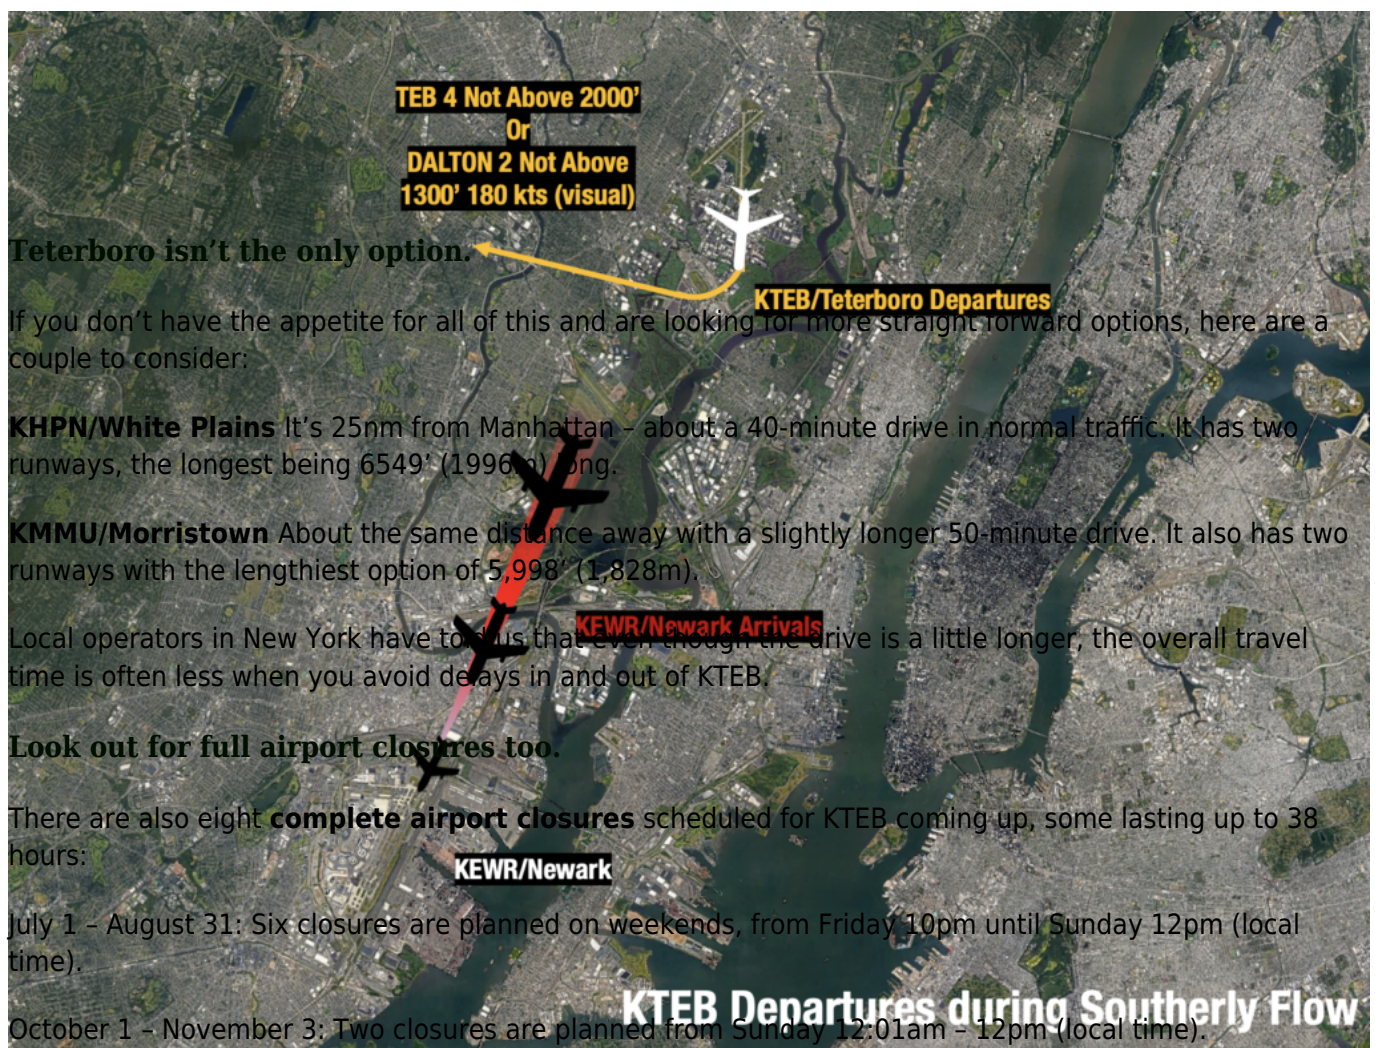 TEB 4 Not Above 2000’
Or
DALTON 2 Not Above
1300’ 180 kts (visual)
Teterboro isn’t the only option.
KTEB/Teterboro Departures
If you don’t have the appetite for all of this and are looking for more straight forward options, here are a
couple to consider:
KHPN/White Plains It’s 25nm from Manhattan – about a 40-minute drive in normal traffic. It has two
runways, the longest being 6549’ (1996m) long.
KMMU/Morristown About the same distance away with a slightly longer 50-minute drive. It also has two
runways with the lengthiest option of 5,998’ (1,828m).
KEWR/Newark Arrivals
Local operators in New York have told us that even though the drive is a little longer, the overall travel
time is often less when you avoid delays in and out of KTEB.
Look out for full airport closures too.
There are also eight complete airport closures scheduled for KTEB coming up, some lasting up to 38
hours:
KEWR/Newark
July 1 – August 31: Six closures are planned on weekends, from Friday 10pm until Sunday 12pm (local
time).
KTEB Departures during Southerly Flow
October 1 – November 3: Two closures are planned from Sunday 12:01am – 12pm (local time).